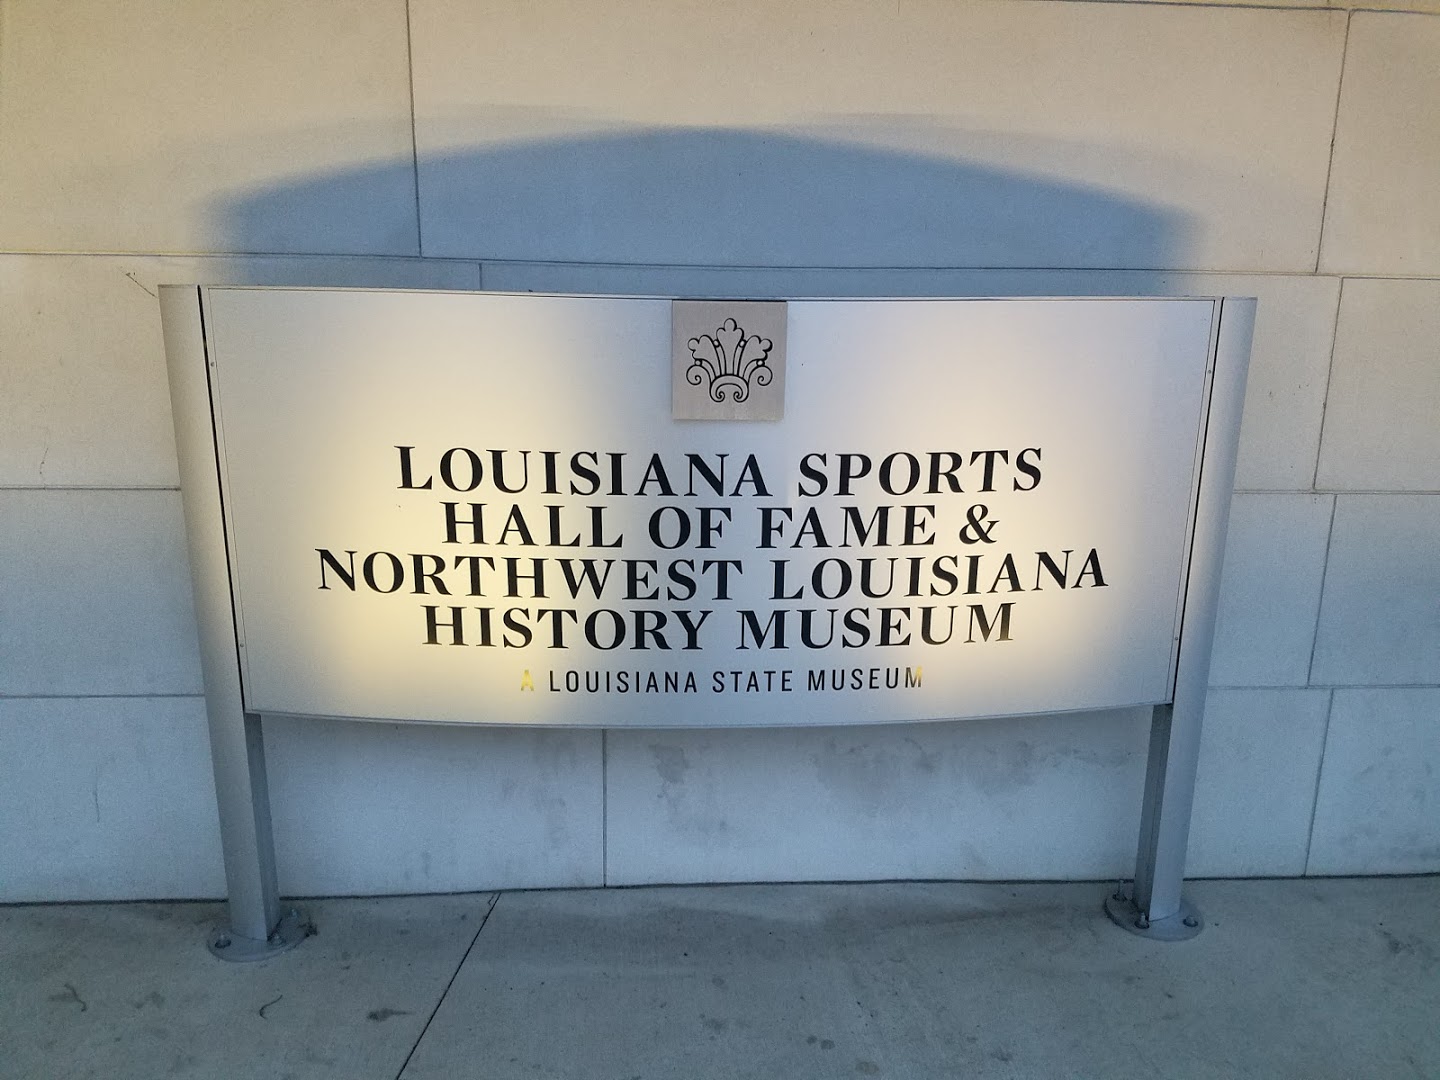 LOUISIANA SPORTS
HALL OF FAME &
NORTHWEST LOUISIANA
HISTORY MUSEUM
A LOUISIANA STATE MUSEUM